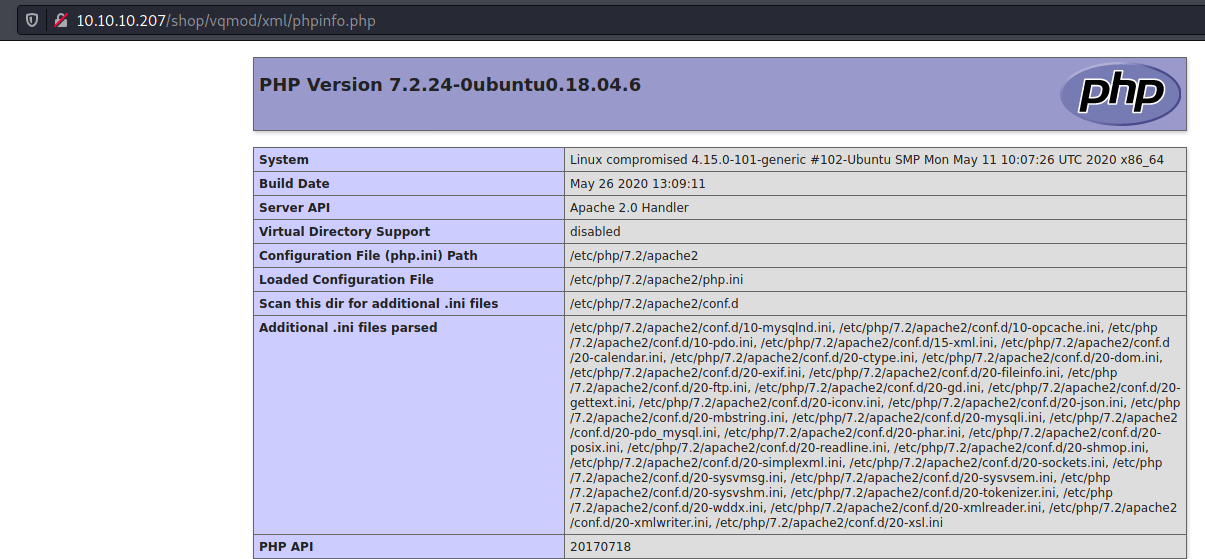 10.10.10.207/shop/vqmod/xml/phpinfo.php
PHP Version 7.2.24-0ubuntu0.18.04.6
php
System Linux compromised 4.15.0-101-generic #102-Ubuntu SMP Mon May 11 10:07:26 UTC 2020 x86_64
Build Date May 26 2020 13:09:11
Server API Apache 2.0 Handler
Virtual Directory Support disabled
Configuration File (php.ini) Path /etc/php/7.2/apache2
Loaded Configuration File /etc/php/7.2/apache2/php.ini
Scan this dir for additional .ini files /etc/php/7.2/apache2/conf.d
Additional .ini files parsed /etc/php/7.2/apache2/conf.d/10-mysqlnd.ini, /etc/php/7.2/apache2/conf.d/10-opcache.ini, /etc/php
/7.2/apache2/conf.d/10-pdo.ini, /etc/php/7.2/apache2/conf.d/15-xml.ini, /etc/php/7.2/apache2/conf.d
/20-calendar.ini, /etc/php/7.2/apache2/conf.d/20-ctype.ini, /etc/php/7.2/apache2/conf.d/20-dom.ini,
/etc/php/7.2/apache2/conf.d/20-exif.ini, /etc/php/7.2/apache2/conf.d/20-fileinfo.ini, /etc/php
/7.2/apache2/conf.d/20-ftp.ini, /etc/php/7.2/apache2/conf.d/20-gd.ini, /etc/php/7.2/apache2/conf.d/20-
gettext.ini, /etc/php/7.2/apache2/conf.d/20-iconv.ini, /etc/php/7.2/apache2/conf.d/20-json.ini, /etc/php
/7.2/apache2/conf.d/20-mbstring.ini, /etc/php/7.2/apache2/conf.d/20-mysqli.ini, /etc/php/7.2/apache2
/conf.d/20-pdo_mysql.ini, /etc/php/7.2/apache2/conf.d/20-phar.ini, /etc/php/7.2/apache2/conf.d/20-
posix.ini, /etc/php/7.2/apache2/conf.d/20-readline.ini, /etc/php/7.2/apache2/conf.d/20-shmop.ini,
/etc/php/7.2/apache2/conf.d/20-simplexml.ini, /etc/php/7.2/apache2/conf.d/20-sockets.ini, /etc/php
/7.2/apache2/conf.d/20-sysvmsg.ini, /etc/php/7.2/apache2/conf.d/20-sysvsem.ini, /etc/php
/7.2/apache2/conf.d/20-sysvshm.ini, /etc/php/7.2/apache2/conf.d/20-tokenizer.ini, /etc/php
/7.2/apache2/conf.d/20-wddx.ini, /etc/php/7.2/apache2/conf.d/20-xmlreader.ini, /etc/php/7.2/apache2
/conf.d/20-xmlwriter.ini, /etc/php/7.2/apache2/conf.d/20-xsl.ini
PHP API 20170718